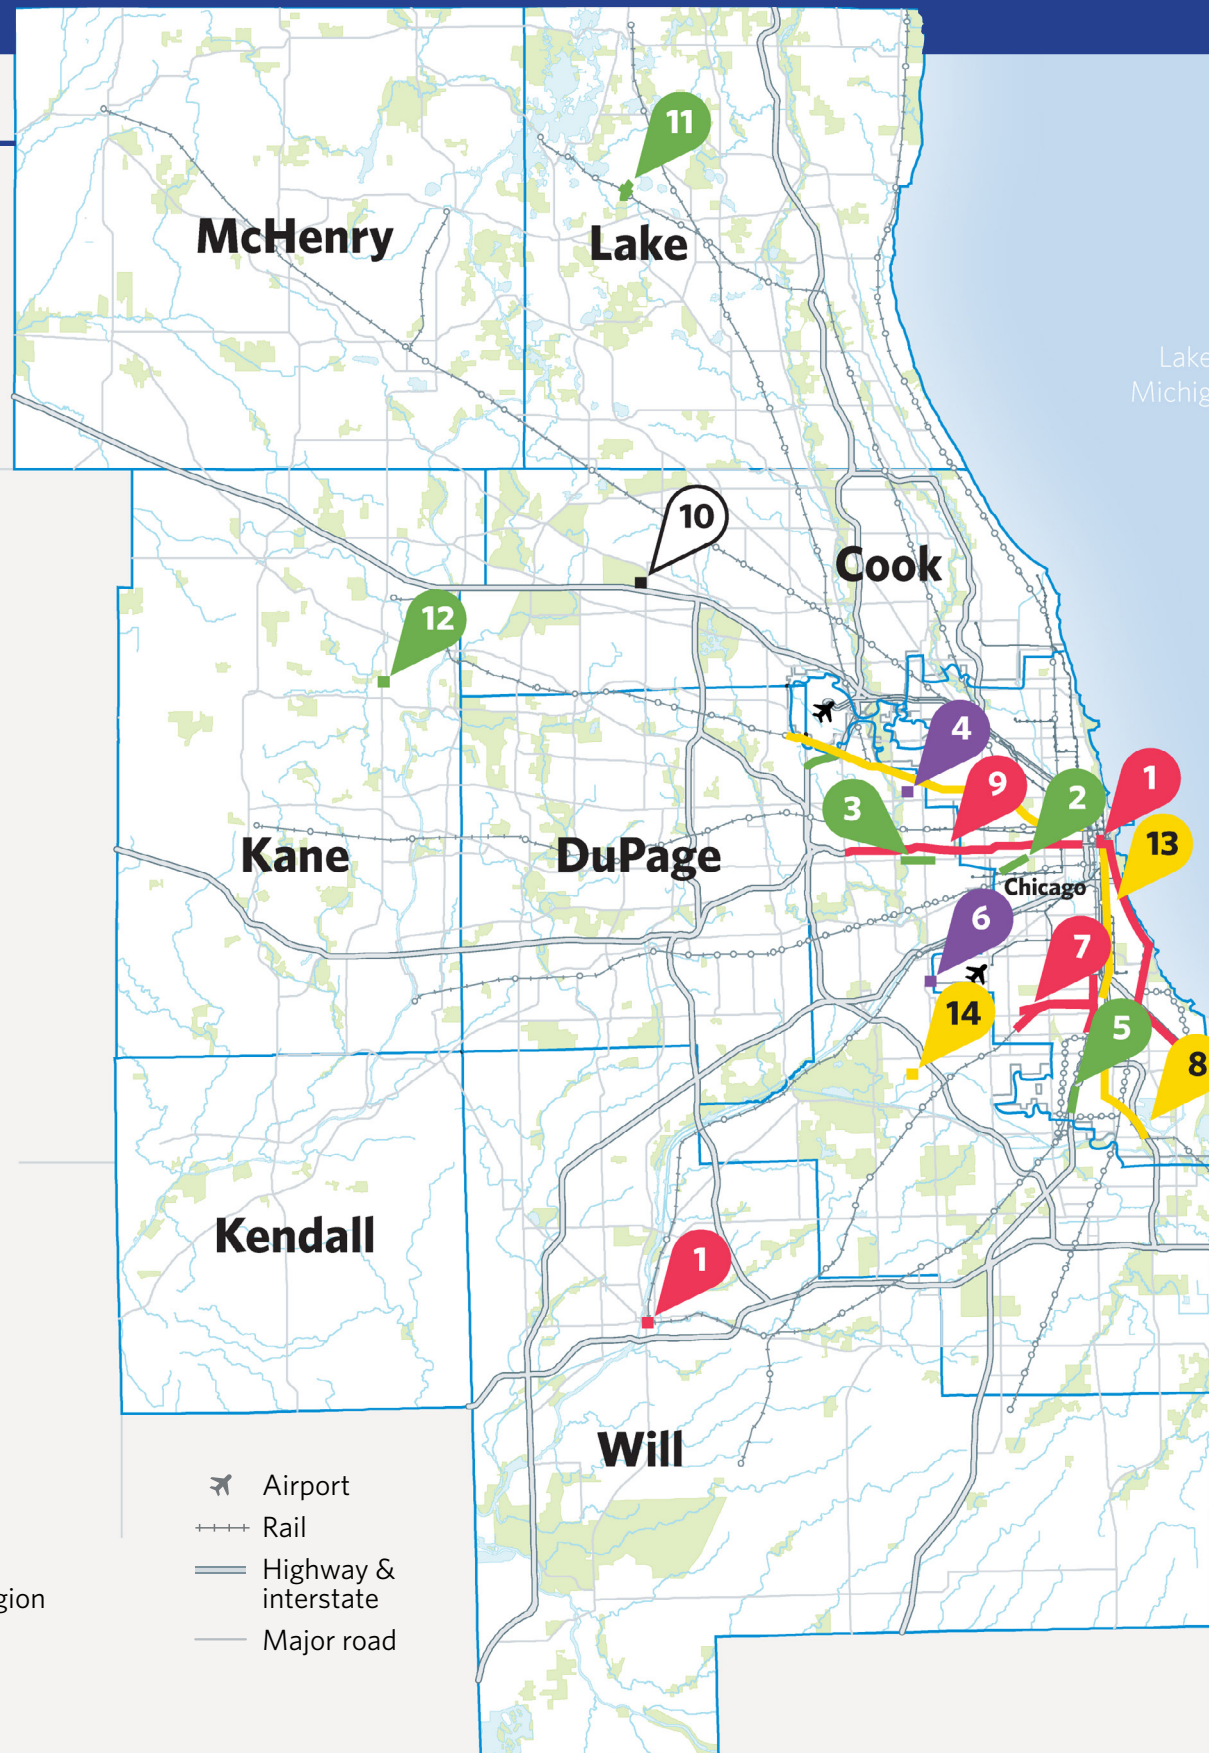 11
McHenry
Lake
Lake
Michig
10
Cook
12
4
9
2
1
3
13
Kane
DuPage
Chicago
6
7
14
5
8
Kendall
1
Will
Airport
Rail
Highway &
interstate
gion
Major road